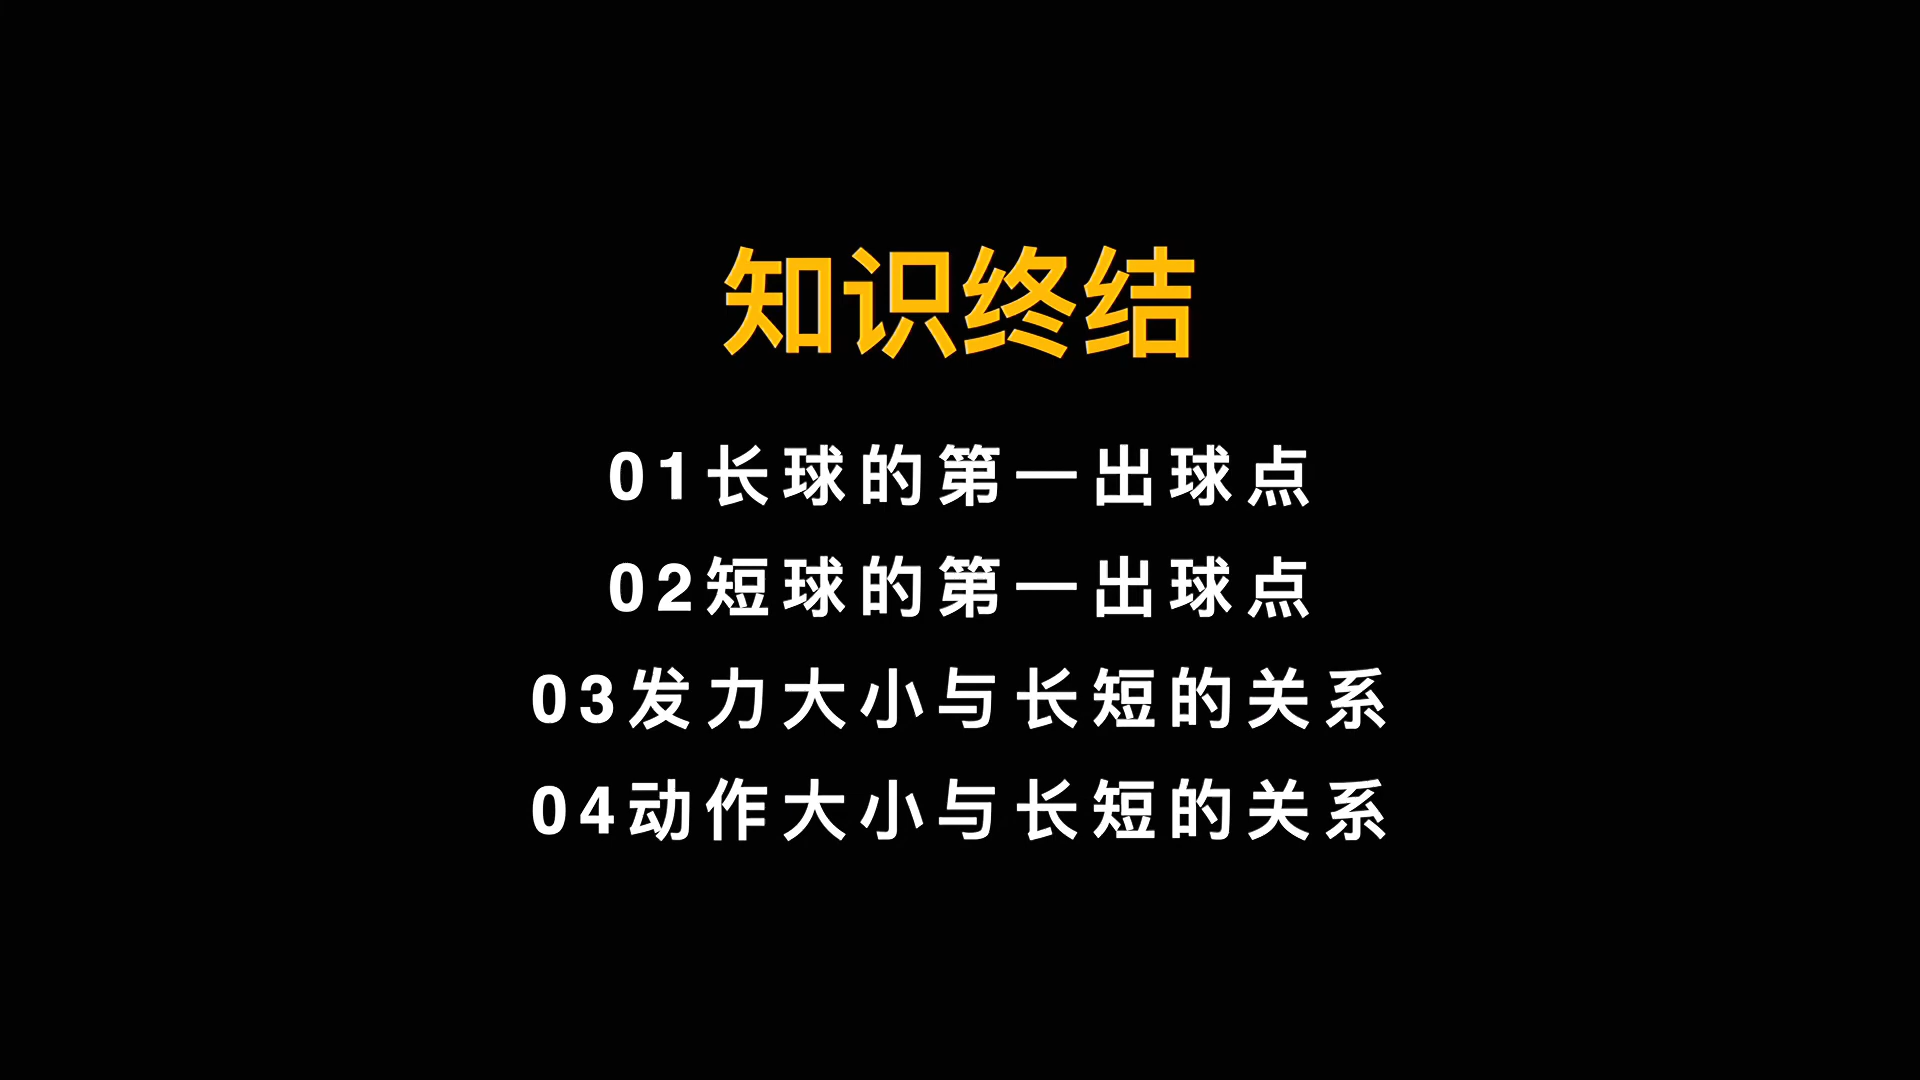 知识终结
01长球的第一出球点
02短球的第一出球点
03发力大小与长短的关系
04动作大小与长短的关系